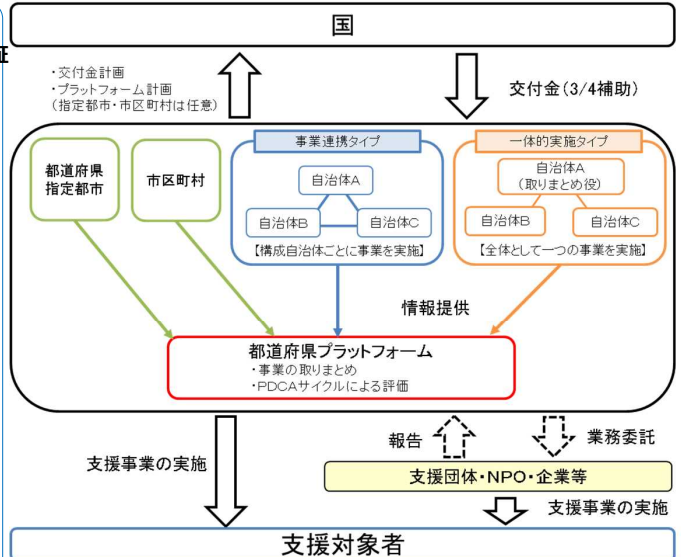 国
証
・交付金計画
・プラットフォーム計画
(指定都市・市区町村は任意)
交付金(3/4補助)
都道府県
指定都市
市区町村
事業連携タイプ
自治体A
自治体B
自治体C
【構成自治体ごとに事業を実施】
一体的実施タイプ
自治体A
(取りまとめ役)
自治体B
自治体C
【全体として一つの事業を実施】
情報提供
都道府県プラットフォーム
・事業の取りまとめ
・PDCAサイクルによる評価
報告
業務委託
支援事業の実施
支援団体・NPO・企業等
支援事業の実施
支援対象者